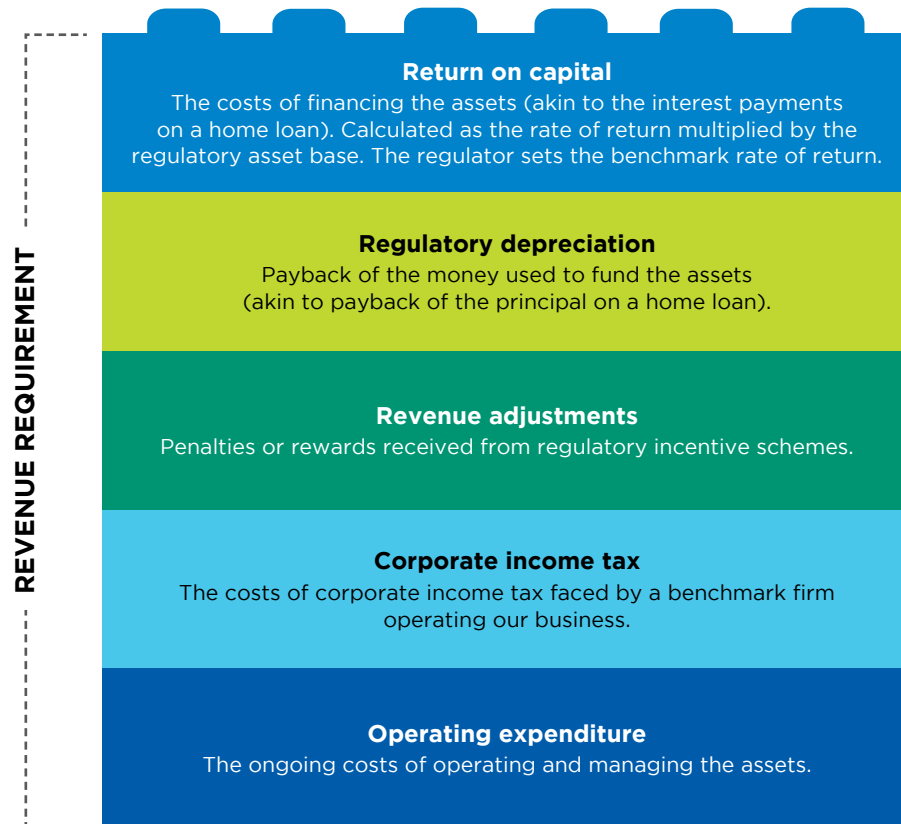 REVENUE REQUIREMENT
Return on capital
The costs of financing the assets (akin to the interest payments
on a home loan). Calculated as the rate of return multiplied by the
regulatory asset base. The regulator sets the benchmark rate of return.
Regulatory depreciation
Payback of the money used to fund the assets
(akin to payback of the principal on a home loan).
Revenue adjustments
Penalties or rewards received from regulatory incentive schemes.
Corporate income tax
The costs of corporate income tax faced by a benchmark firm
operating our business.
Operating expenditure
The ongoing costs of operating and managing the assets.